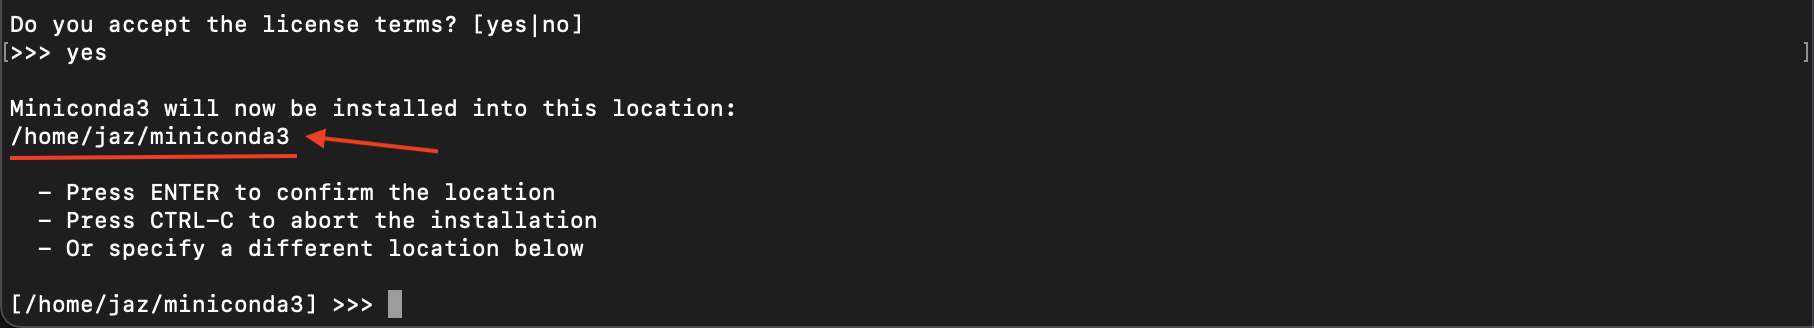 Do you accept the license terms? [yes|no]
[>>> yes ]
Miniconda3 will now be installed into this location:
/home/jaz/miniconda3
- Press ENTER to confirm the location
- Press CTRL-C to abort the installation
- Or specify a different location below
[/home/jaz/miniconda3] >>>